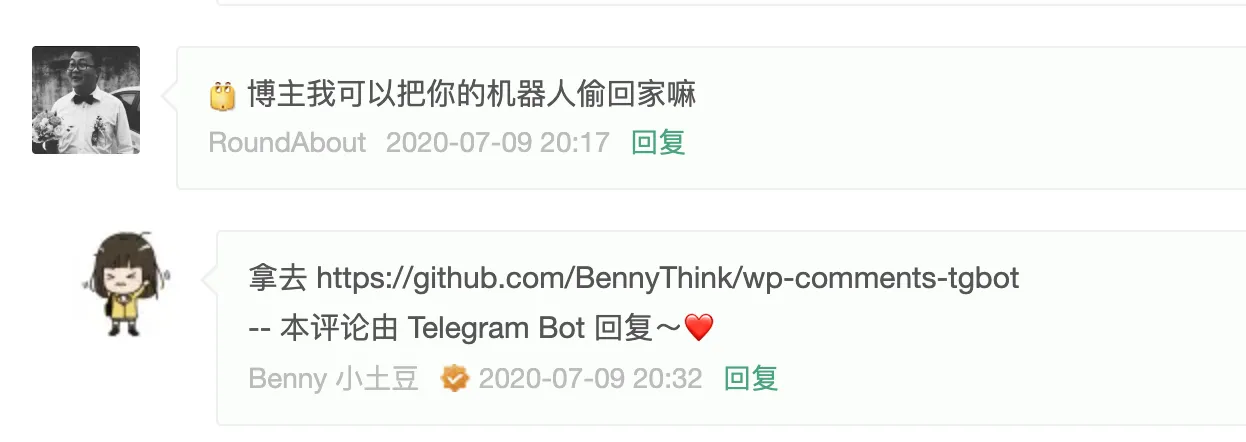 博主我可以把你的机器人偷回家嘛
RoundAbout 2020-07-09 20:17 回复
拿去 https://github.com/BennyThink/wp-comments-tgbot
-- 本评论由 Telegram Bot 回复～❤️
Benny 小土豆 2020-07-09 20:32 回复